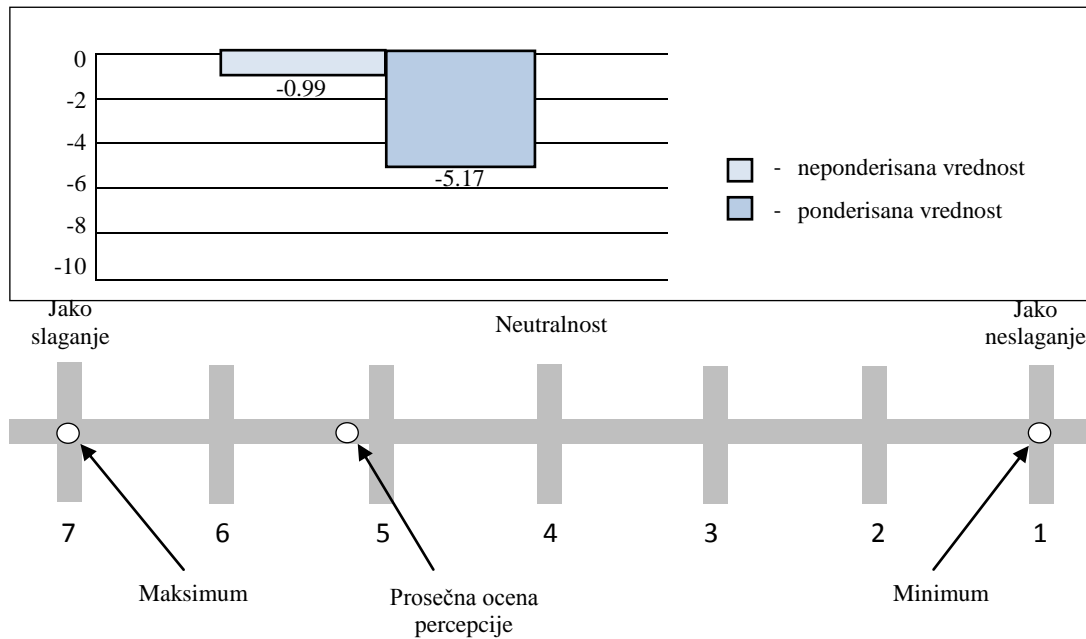 0
-2
-4
-6
-8
-10
-0.99
-5.17
- neponderisana vrednost
- ponderisana vrednost
Jako
slaganje
Neutralnost
Jako
neslaganje
7 6 5 4 3 2 1
Maksimum
Prosečna ocena
percepcije
Minimum